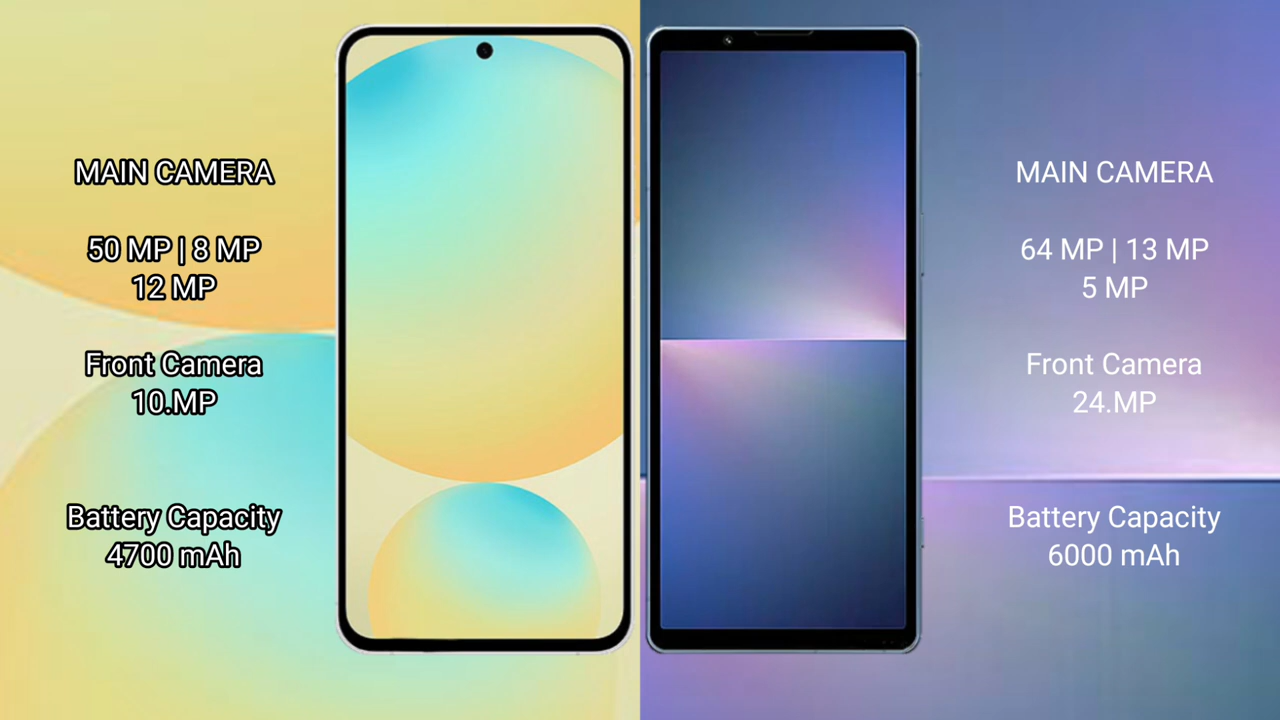 MAIN CAMERA
50 MP | 8 MP
12 MP
Front Camera
10.MP
Battery Capacity
4700 mAh
MAIN CAMERA
64 MP | 13 MP
5 MP
Front Camera
24.MP
Battery Capacity
6000 mAh